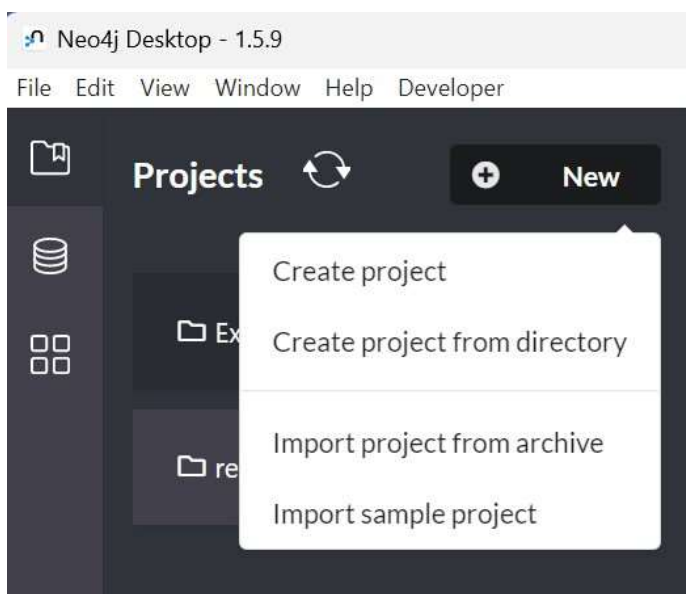 Neo4j Desktop - 1.5.9
File Edit View Window Help Developer
Projects New
Create project
Ex
Create project from directory
Import project from archive
re
Import sample project